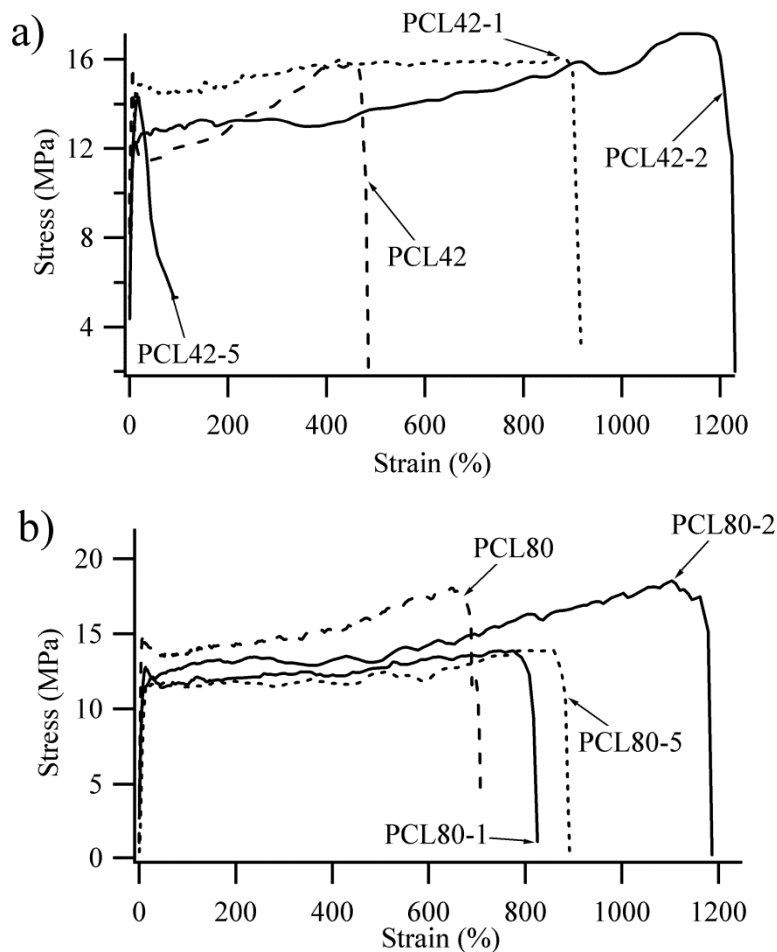 a)
16
12
8
4
Stress (MPa)
PCL42-1
PCL42-2
PCL42
PCL42-5
0 200 400 600 800 1000 1200
Strain (%)
b)
20
15
10
5
0
Stress (MPa)
PCL80
PCL80-2
PCL80-5
PCL80-1
0 200 400 600 800 1000 1200
Strain (%)